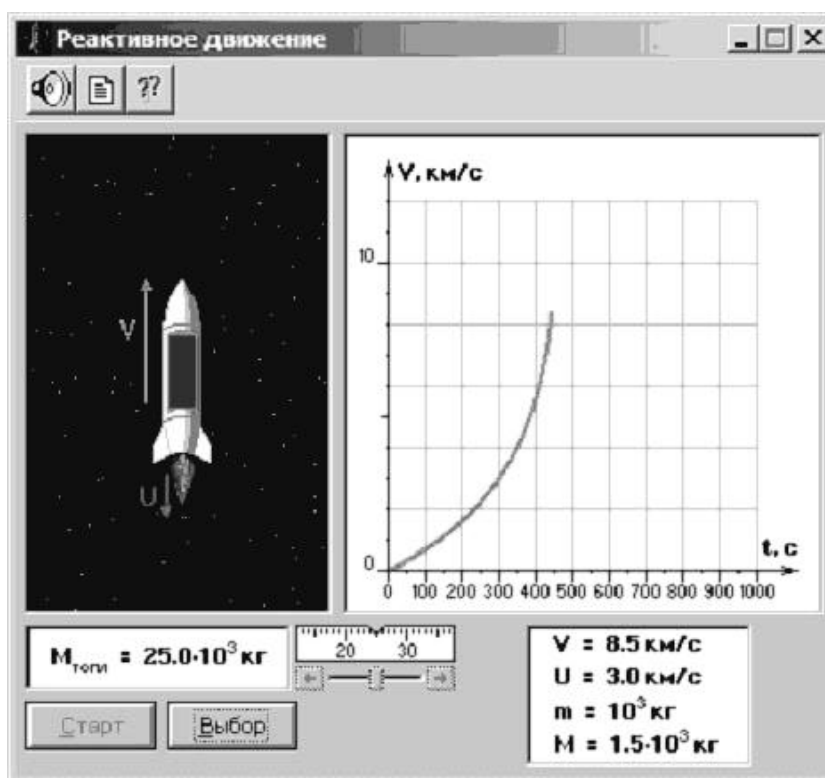 Реактивное движение
??
V, км/с
10
0
t, с
0 100 200 300 400 500 600 700 800 900 1000
V
U
Mтопл = 25.0·10³ кг
20 30
Старт
Выбор
V = 8.5 км/с
U = 3.0 км/с
m = 10³ кг
M = 1.5·10³ кг